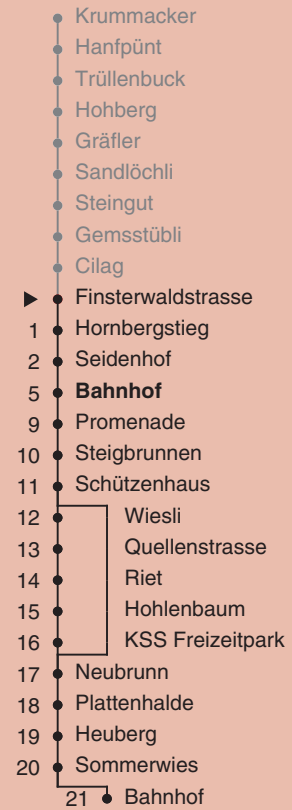 Krummacker
Hanfpünt
Trüllenbuck
Hohberg
Gräfler
Sandlöchli
Steingut
Gemsstübli
Cilag
Finsterwaldstrasse
1 Hornbergstieg
2 Seidenhof
5 Bahnhof
9 Promenade
10 Steigbrunnen
11 Schützenhaus
12 Wiesli
13 Quellenstrasse
14 Riet
15 Hohlenbaum
16 KSS Freizeitpark
17 Neubrunn
18 Plattenhalde
19 Heuberg
20 Sommerwies
21 Bahnhof